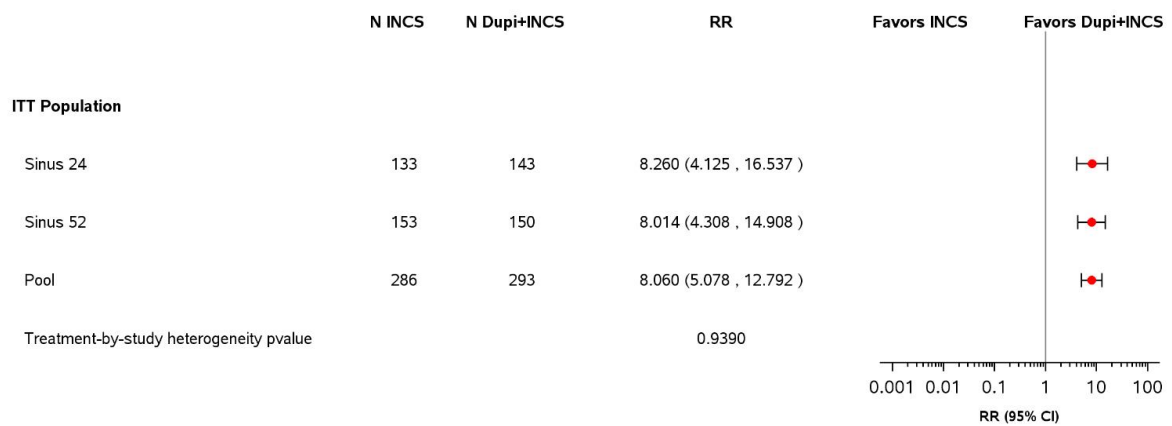 N INCS N Dupi+INCS RR Favors INCS Favors Dupi+INCS
ITT Population
Sinus 24 133 143 8.260 (4.125 , 16.537 )
Sinus 52 153 150 8.014 (4.308 , 14.908 )
Pool 286 293 8.060 (5.078 , 12.792 )
Treatment-by-study heterogeneity pvalue 0.9390
0.001 0.01 0.1 1 10 100
RR (95% CI)